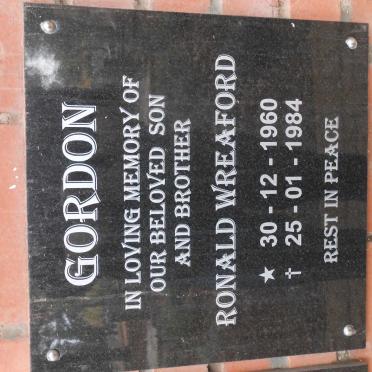 GORDON
IN LOVING MEMORY OF
OUR BELOVED SON
AND BROTHER
RONALD WREAFORD
★ 30 - 12 - 1960
† 25 - 01 - 1984
REST IN PEACE